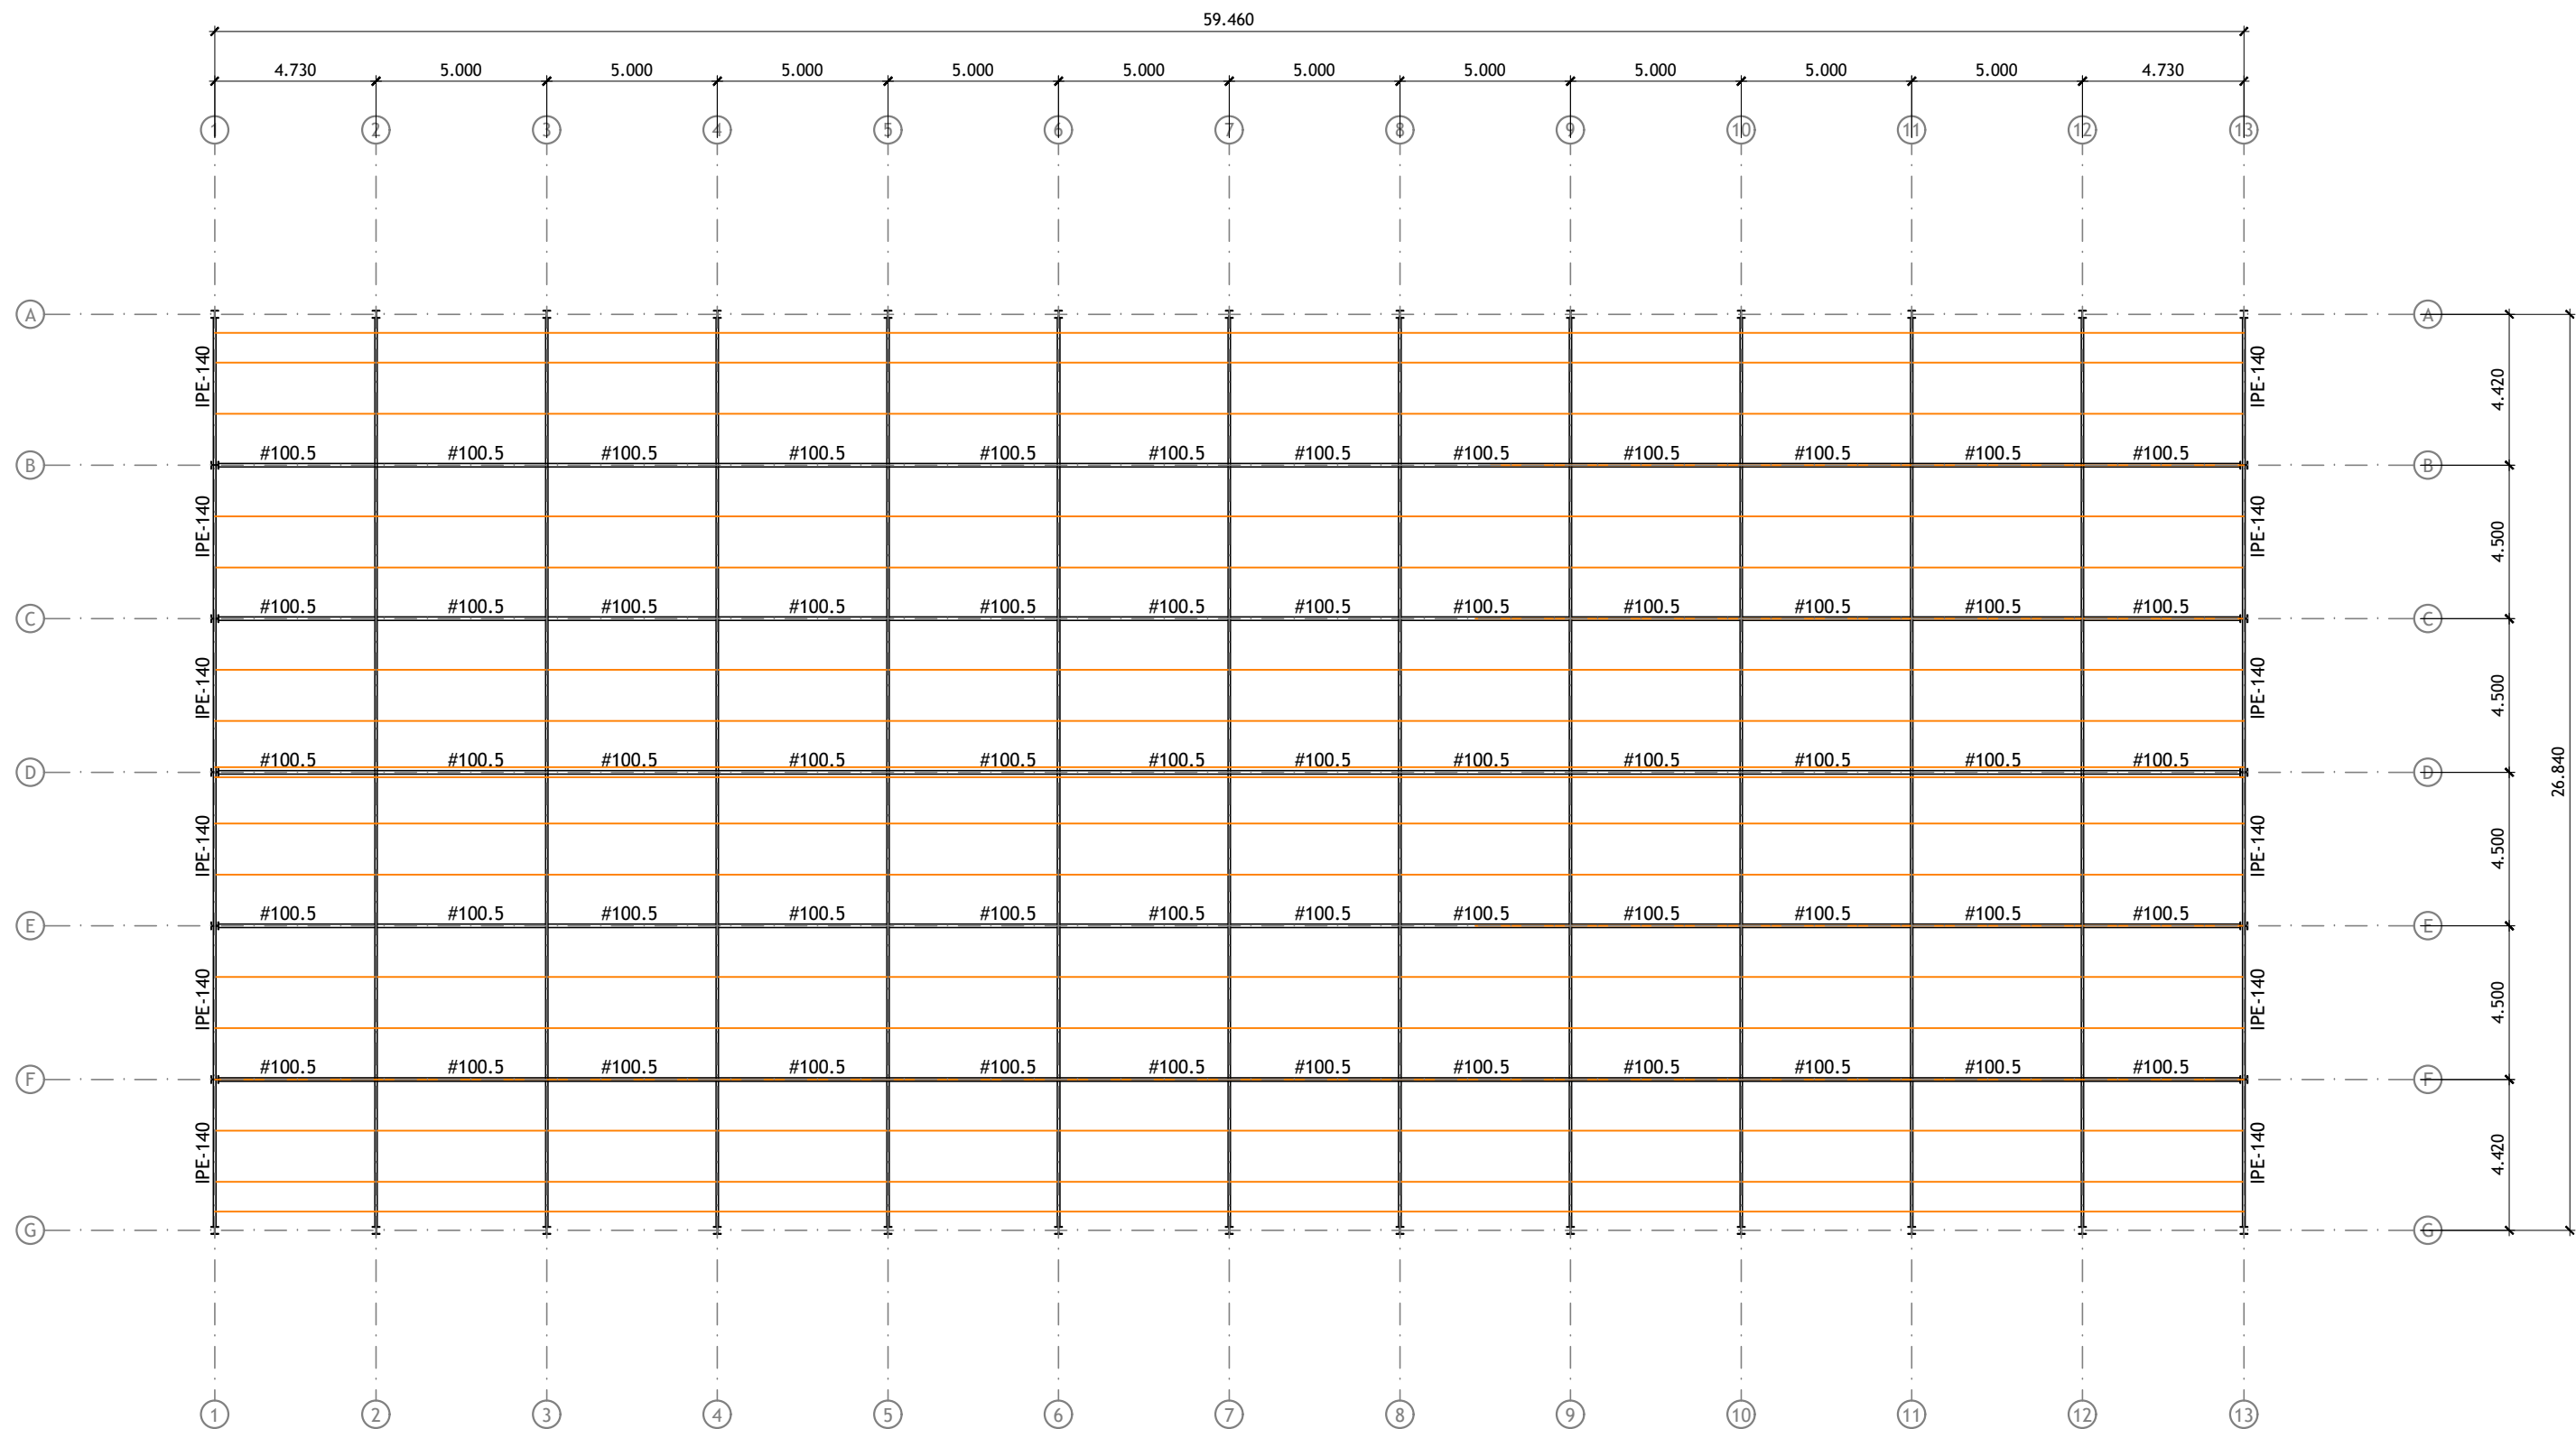 59.460
4.730 5.000 5.000 5.000 5.000 5.000 5.000 5.000 5.000 5.000 5.000 4.730
1 2 3 4 5 6 7 8 9 10 11 12 13
A A
IPE-140 IPE-140 4.420
#100.5 #100.5 #100.5 #100.5 #100.5 #100.5 #100.5 #100.5 #100.5 #100.5 #100.5 #100.5
B B
IPE-140 IPE-140 4.500
#100.5 #100.5 #100.5 #100.5 #100.5 #100.5 #100.5 #100.5 #100.5 #100.5 #100.5 #100.5
C C
IPE-140 IPE-140 4.500
#100.5 #100.5 #100.5 #100.5 #100.5 #100.5 #100.5 #100.5 #100.5 #100.5 #100.5 #100.5
D D 26.840
IPE-140 IPE-140 4.500
#100.5 #100.5 #100.5 #100.5 #100.5 #100.5 #100.5 #100.5 #100.5 #100.5 #100.5 #100.5
E E
IPE-140 IPE-140 4.500
#100.5 #100.5 #100.5 #100.5 #100.5 #100.5 #100.5 #100.5 #100.5 #100.5 #100.5 #100.5
F F
IPE-140 IPE-140 4.420
G G
1 2 3 4 5 6 7 8 9 10 11 12 13